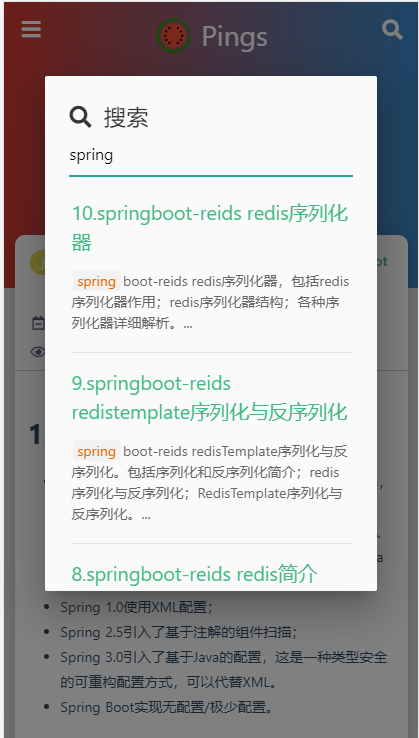 Pings
搜索
spring
10.springboot-reids redis序列化
器
spring boot-reids redis序列化器，包括redis
序列化器作用；redis序列化器结构；各种序
列化器详细解析。...
9.springboot-reids
redistemplate序列化与反序列化
spring boot-reids redisTemplate序列化与反
序列化。包括序列化和反序列化简介；redis
序列化与反序列化；RedisTemplate序列化与
反序列化。...
8.springboot-reids redis简介
Spring 1.0使用XML配置；
Spring 2.5引入了基于注解的组件扫描；
Spring 3.0引入了基于Java的配置，这是一种类型安全
的可重构配置方式，可以代替XML。
Spring Boot实现无配置/极少配置。